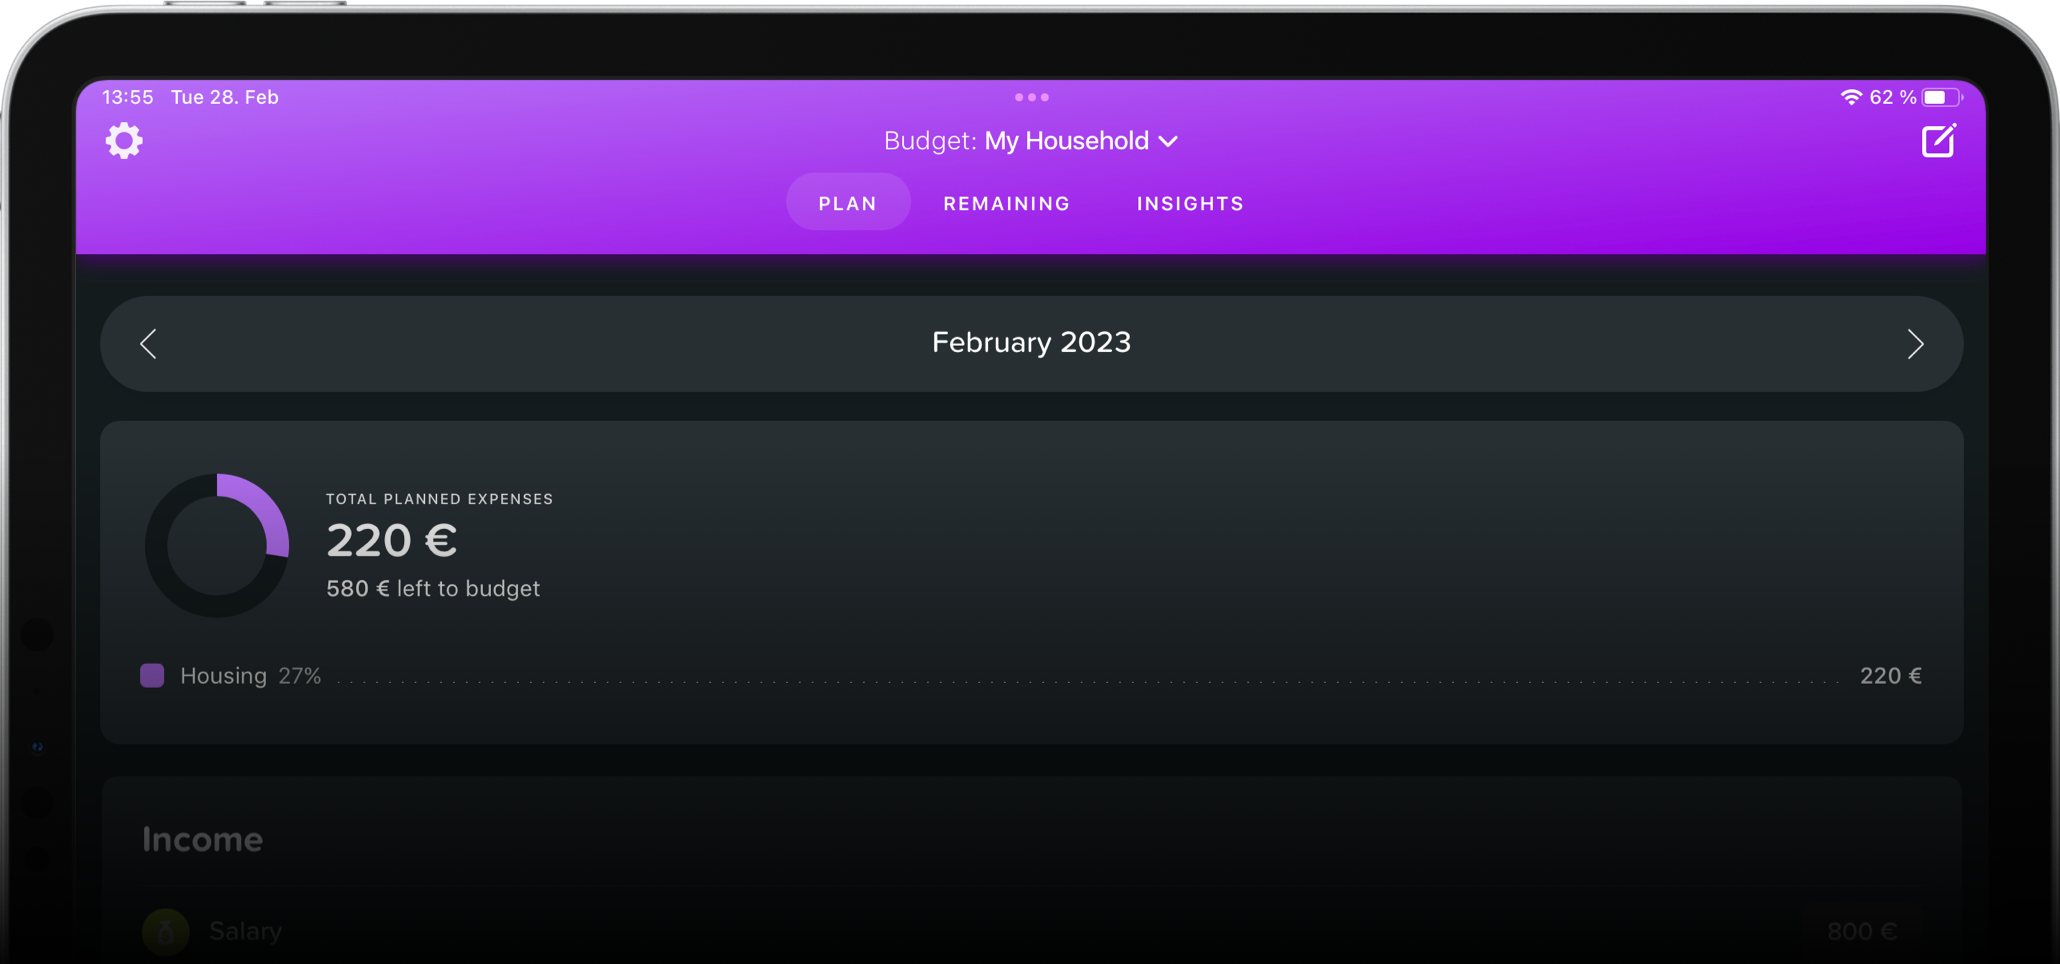 13:55 Tue 28. Feb
62 %
Budget: My Household
PLAN REMAINING INSIGHTS
February 2023
TOTAL PLANNED EXPENSES
220 €
580 € left to budget
Housing 27% 220 €
Income
Salary 800 €